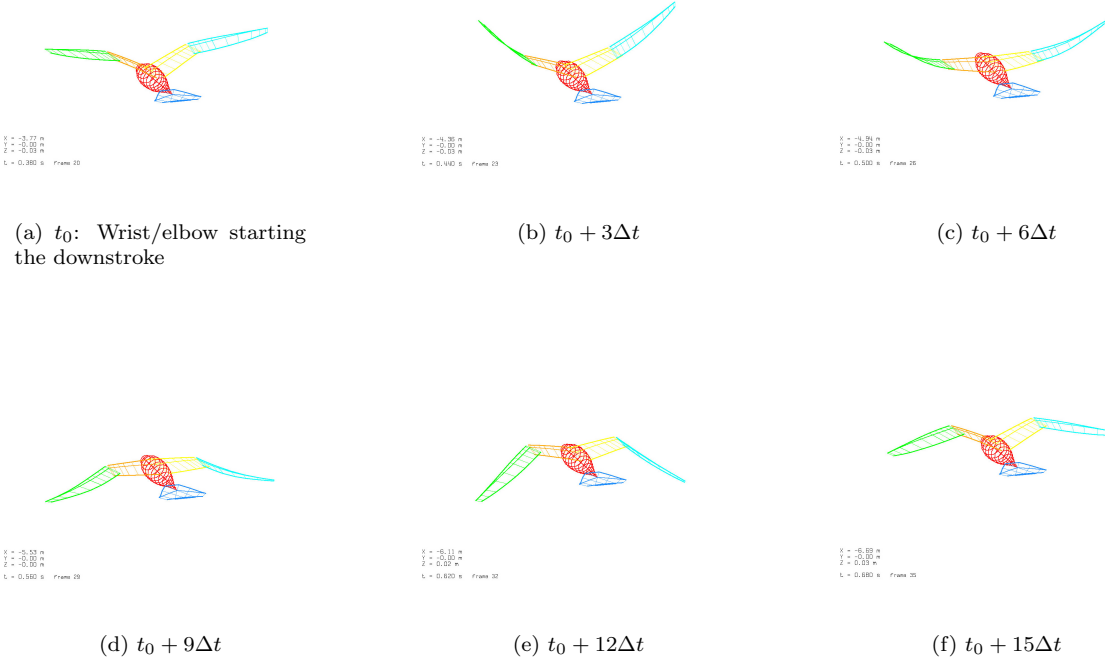 X = -3.77 m
Y = -0.00 m
Z = -0.03 m
t = 0.380 s Frame 20
X = -4.36 m
Y = -0.00 m
Z = -0.03 m
t = 0.440 s Frame 23
X = -4.94 m
Y = -0.00 m
Z = -0.03 m
t = 0.500 s Frame 26
(a) t₀: Wrist/elbow starting
the downstroke
(b) t₀ + 3Δt
(c) t₀ + 6Δt
X = -5.53 m
Y = -0.00 m
Z = -0.00 m
t = 0.560 s Frame 29
X = -6.11 m
Y = -0.00 m
Z = 0.02 m
t = 0.620 s Frame 32
X = -6.69 m
Y = -0.00 m
Z = 0.03 m
t = 0.680 s Frame 35
(d) t₀ + 9Δt
(e) t₀ + 12Δt
(f) t₀ + 15Δt